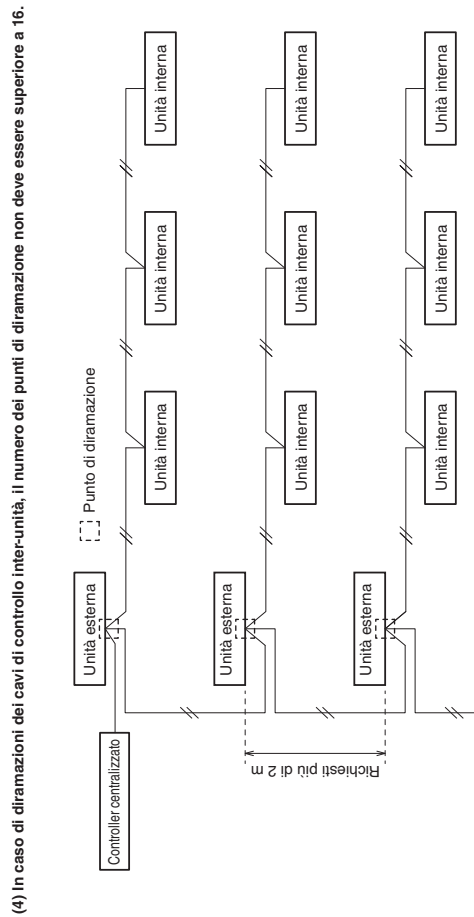 (4) In caso di diramazioni dei cavi di controllo inter-unità, il numero dei punti di diramazione non deve essere superiore a 16.
Punto di diramazione
Controller centralizzato
Unità esterna
Unità interna
Unità interna
Unità interna
Unità esterna
Unità interna
Unità interna
Unità interna
Richiesti più di 2 m
Unità esterna
Unità interna
Unità interna
Unità interna